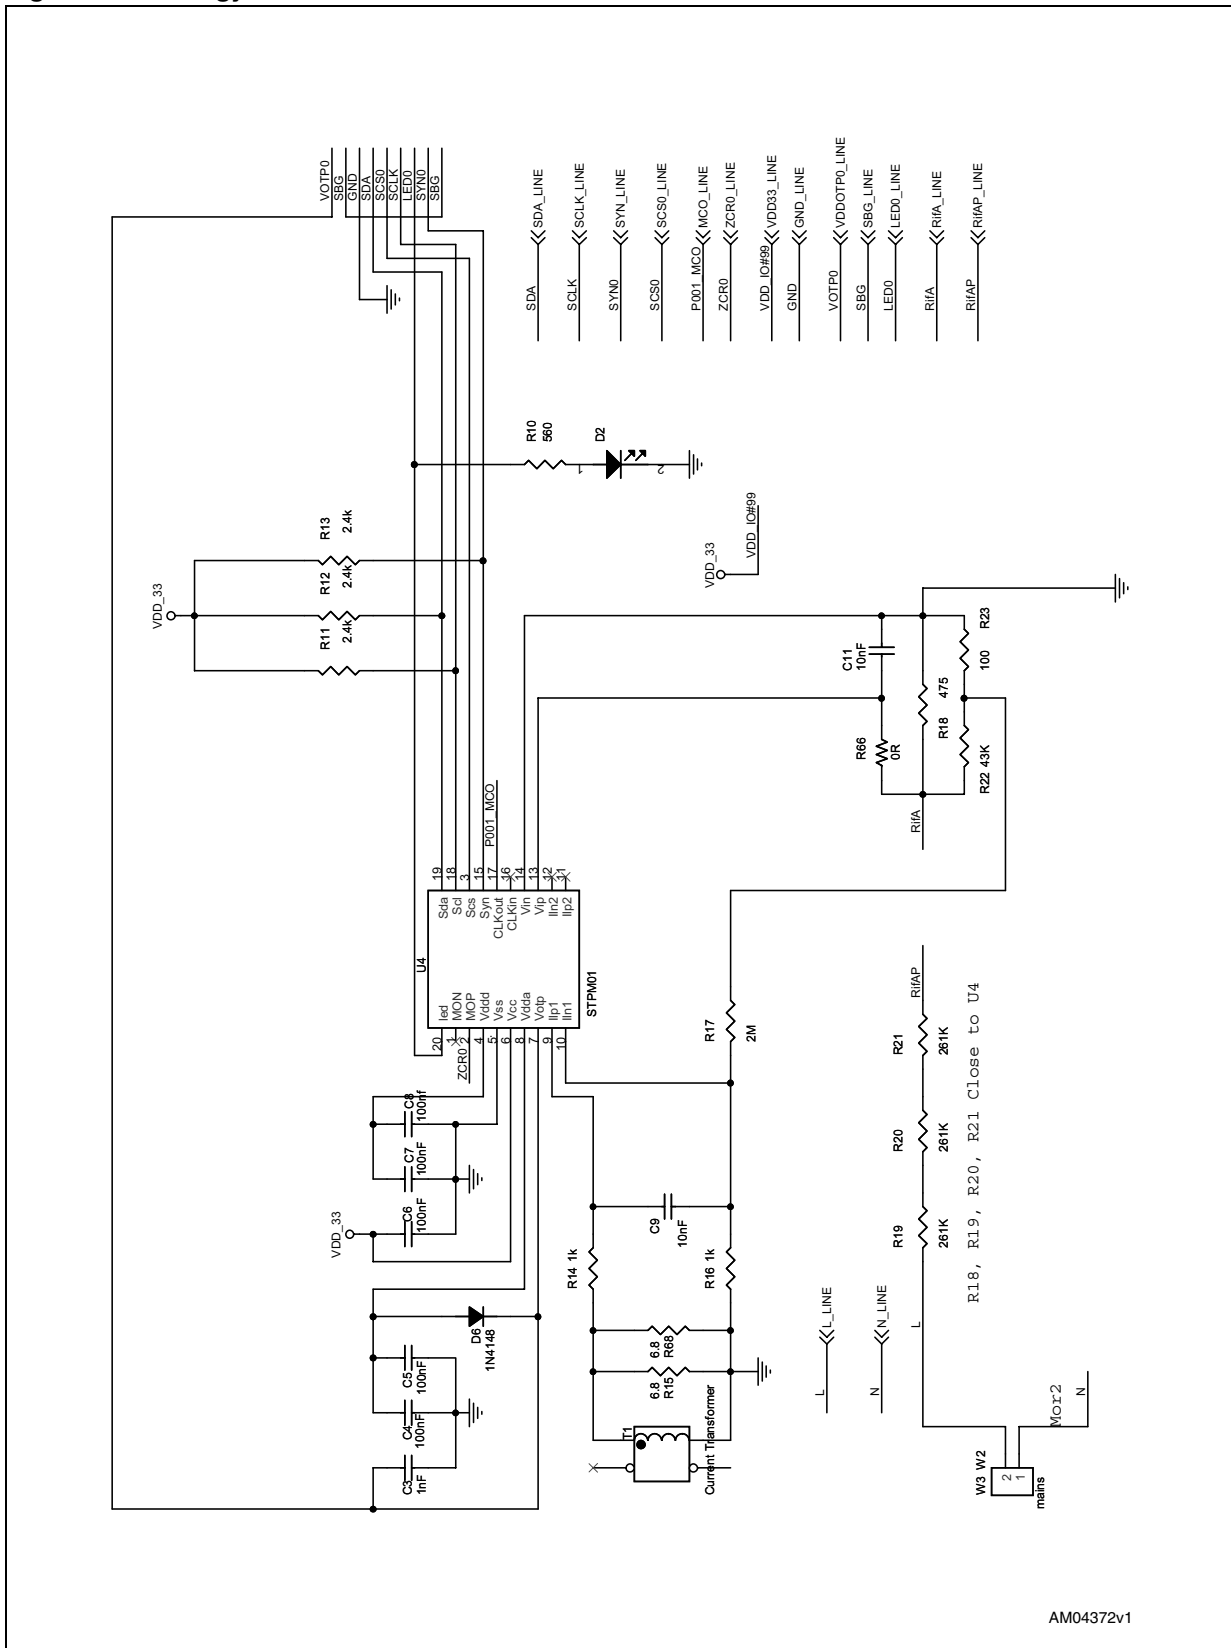 VOTP0
SBG
GND
SDA
SCS0
SCLK
LED0
SYN0
SBG
SDA SDA_LINE
SCLK SCLK_LINE
SYN0 SYN_LINE
SCS0 SCS0_LINE
P001_MCO MCO_LINE
ZCR0 ZCR0_LINE
VDD_IO#99 VDD33_LINE
GND GND_LINE
VOTP0 VDDOTP0_LINE
SBG SBG_LINE
LED0 LED0_LINE
RifA RifA_LINE
RifAP RifAP_LINE
R10
560
D2
1
2
VDD_33
R13
2.4k
R12
2.4k
R11
2.4k
VDD_33
VDD_IO#99
C11
10nF
R66
0R
475
R18
R23
100
R22 43K
RifA
P001_MCO
19
18
3
15
17
16
14
13
12
11
Sda
Scl
Scs
Syn
CLKout
CLKin
Vin
Vip
IIn2
IIp2
U4
STPM01
led
MON
MOP
Vddd
Vss
Vcc
Vdda
Votp
IIp1
IIn1
20
1
2
4
5
6
8
7
9
10
ZCR0
R17
2M
C8
100nf
C7
100nF
C6
100nF
VDD_33
D6
1N4148
C5
100nF
C4
100nF
C3
1nF
C9
10nF
R14 1k
R16 1k
6.8
R68
6.8
R15
T1
Current Transformer
RifAP
R21
261K
R20
261K
R19
261K
R18, R19, R20, R21 Close to U4
L L_LINE
N N_LINE
L
Mor2
N
W3 W2
2
1
mains
AM04372v1